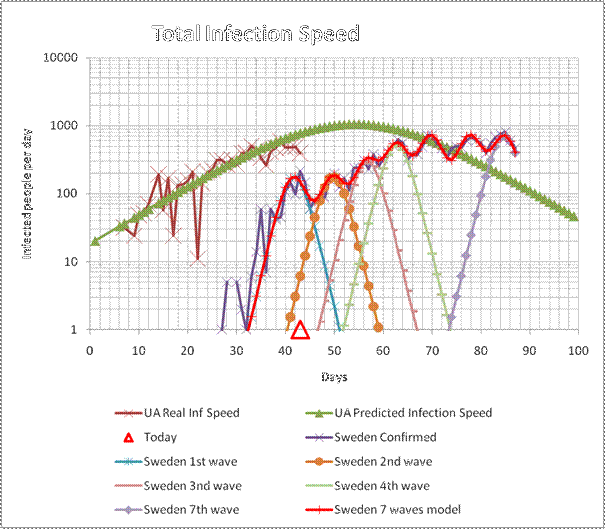 Total Infection Speed
10000
1000
100
10
1
Infected people per day
0 10 20 30 40 50 60 70 80 90 100
Days
UA Real Inf Speed UA Predicted Infection Speed
Today Sweden Confirmed
Sweden 1st wave Sweden 2nd wave
Sweden 3nd wave Sweden 4th wave
Sweden 7th wave Sweden 7 waves model